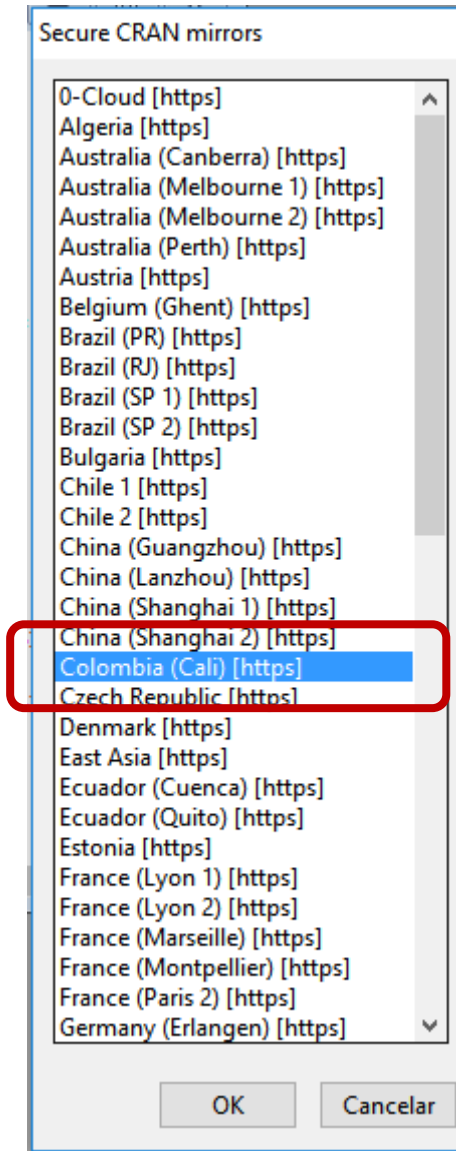 Secure CRAN mirrors
0-Cloud [https]
Algeria [https]
Australia (Canberra) [https]
Australia (Melbourne 1) [https]
Australia (Melbourne 2) [https]
Australia (Perth) [https]
Austria [https]
Belgium (Ghent) [https]
Brazil (PR) [https]
Brazil (RJ) [https]
Brazil (SP 1) [https]
Brazil (SP 2) [https]
Bulgaria [https]
Chile 1 [https]
Chile 2 [https]
China (Guangzhou) [https]
China (Lanzhou) [https]
China (Shanghai 1) [https]
China (Shanghai 2) [https]
Colombia (Cali) [https]
Czech Republic [https]
Denmark [https]
East Asia [https]
Ecuador (Cuenca) [https]
Ecuador (Quito) [https]
Estonia [https]
France (Lyon 1) [https]
France (Lyon 2) [https]
France (Marseille) [https]
France (Montpellier) [https]
France (Paris 2) [https]
Germany (Erlangen) [https]
OK Cancelar